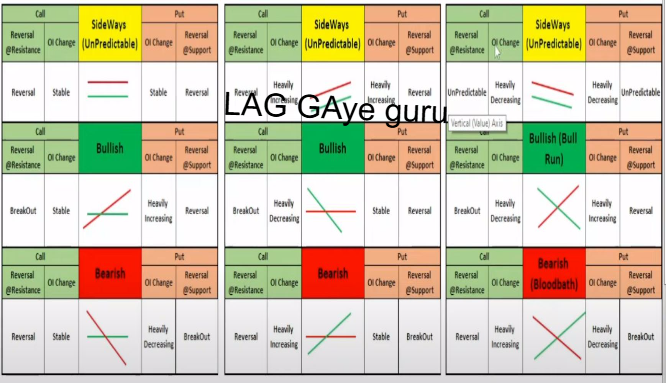 Call
Put
SideWays
(UnPredictable)
Reversal
@Resistance
OI Change
OI Change
Reversal
@Support
Reversal
Stable
Stable
Reversal
Call
Put
SideWays
(UnPredictable)
Reversal
@Resistance
OI Change
OI Change
Reversal
@Support
Reversal
Heavily
Increasing
Heavily
Increasing
Reversal
Call
Put
SideWays
(UnPredictable)
Reversal
@Resistance
OI Change
OI Change
Reversal
@Support
UnPredictable
Heavily
Decreasing
Heavily
Decreasing
UnPredictable
LAG GAye guru
Vertical (Value) Axis
Call
Put
Bullish
Reversal
@Resistance
OI Change
OI Change
Reversal
@Support
BreakOut
Stable
Heavily
Increasing
Reversal
Call
Put
Bullish
Reversal
@Resistance
OI Change
OI Change
Reversal
@Support
BreakOut
Heavily
Decreasing
Stable
Reversal
Call
Put
Bullish (Bull
Run)
Reversal
@Resistance
OI Change
OI Change
Reversal
@Support
BreakOut
Heavily
Decreasing
Heavily
Increasing
Reversal
Call
Put
Bearish
Reversal
@Resistance
OI Change
OI Change
Reversal
@Support
Reversal
Stable
Heavily
Decreasing
BreakOut
Call
Put
Bearish
Reversal
@Resistance
OI Change
OI Change
Reversal
@Support
Reversal
Heavily
Increasing
Stable
BreakOut
Call
Put
Bearish
(Bloodbath)
Reversal
@Resistance
OI Change
OI Change
Reversal
@Support
Reversal
Heavily
Increasing
Heavily
Decreasing
BreakOut